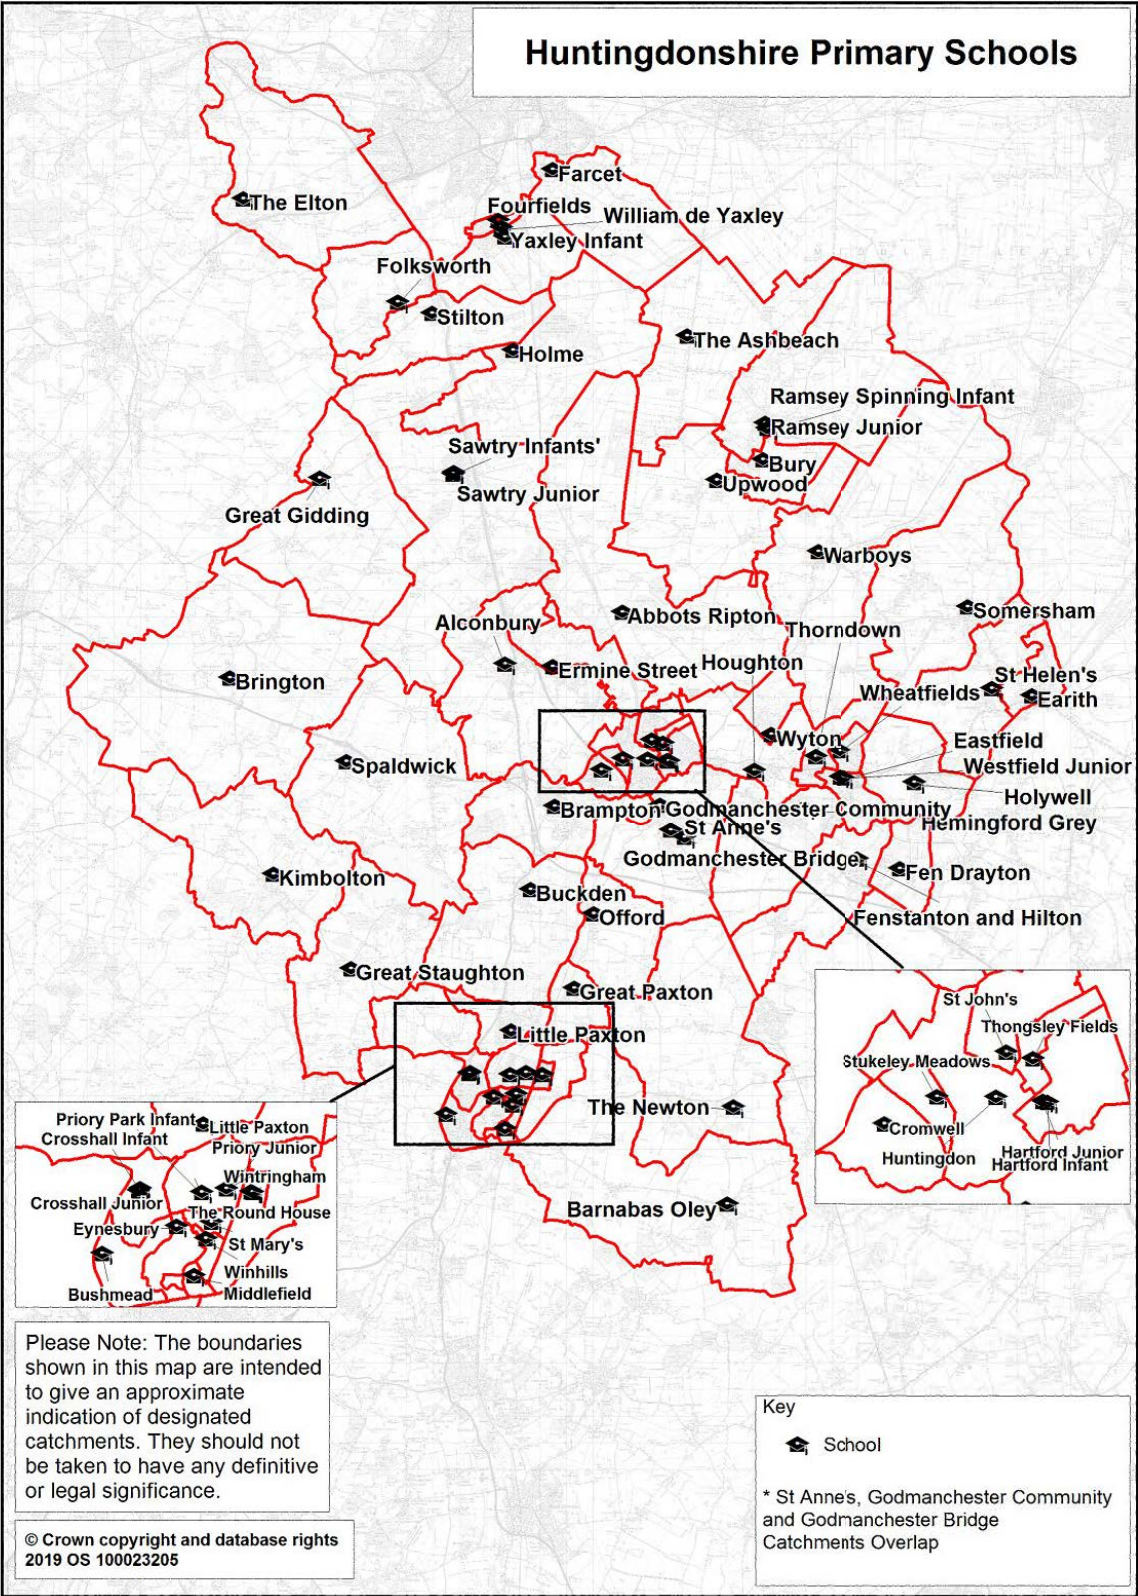 Huntingdonshire Primary Schools
Farcet
The Elton
Fourfields
William de Yaxley
Yaxley Infant
Folksworth
Stilton
The Ashbeach
Holme
Ramsey Spinning Infant
Ramsey Junior
Sawtry Infants'
Bury
Upwood
Sawtry Junior
Great Gidding
Warboys
Somersham
Abbots Ripton
Alconbury
Thorndown
Houghton
Ermine Street
St Helen's
Brington
Wheatfields
Earith
Wyton
Eastfield
Spaldwick
Westfield Junior
Holywell
Brampton
Godmanchester Community
Hemingford Grey
St Anne's
Godmanchester Bridge
Fen Drayton
Kimbolton
Buckden
Offord
Fenstanton and Hilton
Great Staughton
Great Paxton
Little Paxton
The Newton
Barnabas Oley
St John's
Thongsley Fields
Stukeley Meadows
Cromwell
Huntingdon
Hartford Junior
Hartford Infant
Priory Park Infant
Little Paxton
Crosshall Infant
Priory Junior
Wintringham
Crosshall Junior
The Round House
Eynesbury
St Mary's
Winhills
Bushmead
Middlefield
Please Note: The boundaries
shown in this map are intended
to give an approximate
indication of designated
catchments. They should not
be taken to have any definitive
or legal significance.
© Crown copyright and database rights
2019 OS 100023205
Key
School
* St Anne's, Godmanchester Community
and Godmanchester Bridge
Catchments Overlap